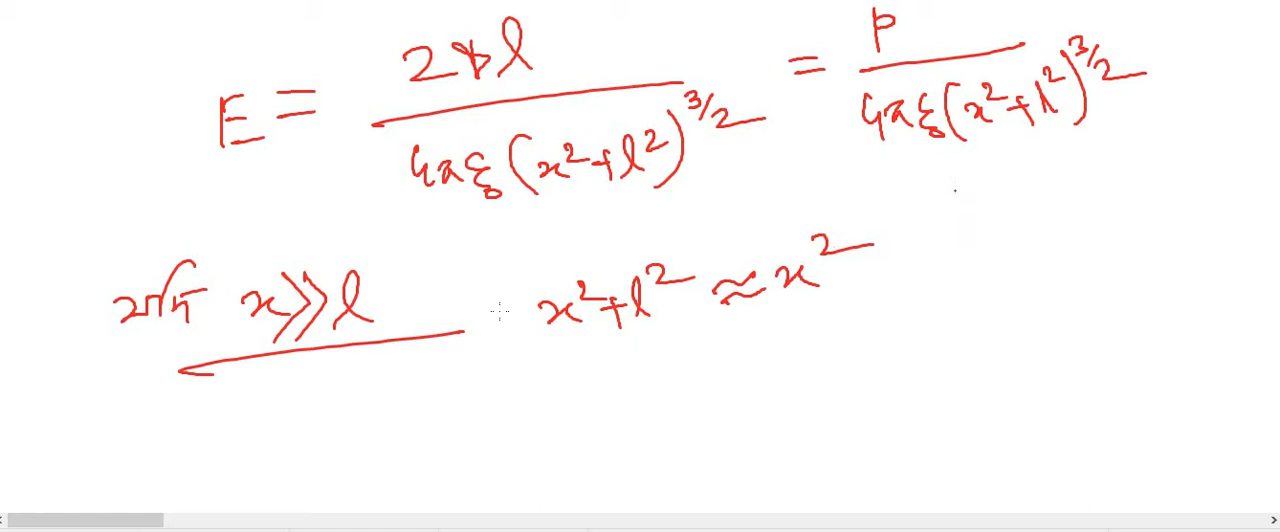 E = 2ql / 4πε₀(x²+l²)^3/2 = p / 4πε₀(x²+l²)^3/2
यदि x≫l x²+l² ≈ x²